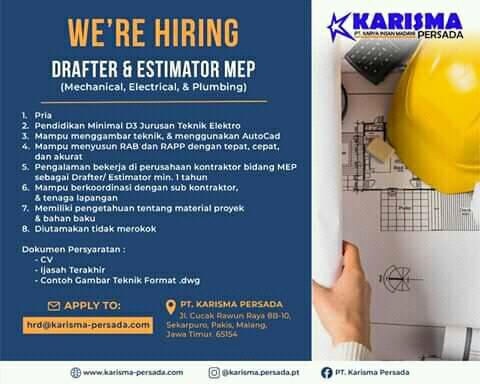 WE'RE HIRING
KARISMA
PT. KARYA INSAN MADANI
PERSADA
DRAFTER & ESTIMATOR MEP
(Mechanical, Electrical, & Plumbing)
1. Pria
2. Pendidikan Minimal D3 Jurusan Teknik Elektro
3. Mampu menggambar teknik, & menggunakan AutoCad
4. Mampu menyusun RAB dan RAPP dengan tepat, cepat,
dan akurat
5. Pengalaman bekerja di perusahaan kontraktor bidang MEP
sebagai Drafter/ Estimator min. 1 tahun
6. Mampu berkoordinasi dengan sub kontraktor,
& tenaga lapangan
7. Memiliki pengetahuan tentang material proyek
& bahan baku
8. Diutamakan tidak merokok
Dokumen Persyaratan :
- CV
- Ijasah Terakhir
- Contoh Gambar Teknik Format .dwg
APPLY TO:
hrd@karisma-persada.com
PT. KARISMA PERSADA
Jl. Cucak Rawun Raya 8B-10,
Sekarpuro, Pakis, Malang,
Jawa Timur. 65154
www.karisma-persada.com
@karisma.persada.pt
PT. Karisma Persada